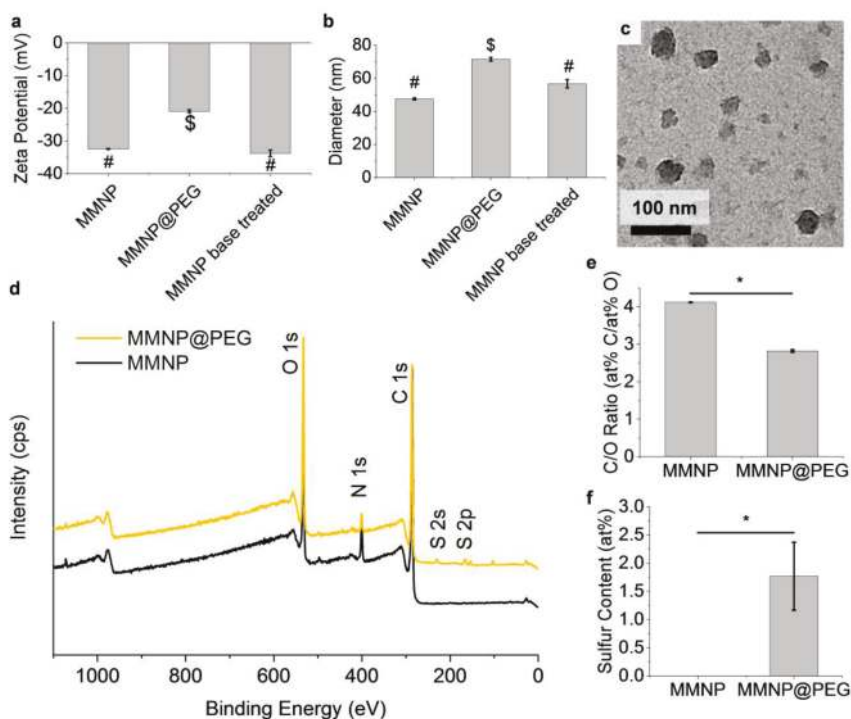 a
0
-10
-20
-30
-40
Zeta Potential (mV)
#
$
#
MMNP
MMNP@PEG
MMNP base treated
b
80
60
40
20
0
Diameter (nm)
#
$
#
MMNP
MMNP@PEG
MMNP base treated
c
100 nm
d
MMNP@PEG
MMNP
O 1s
N 1s
C 1s
S 2s
S 2p
Intensity (cps)
1000
800
600
400
200
0
Binding Energy (eV)
e
*
4
3
2
1
0
C/O Ratio (at% C/at% O)
MMNP
MMNP@PEG
f
3.0
2.5
2.0
1.5
1.0
0.5
0.0
*
Sulfur Content (at%)
MMNP
MMNP@PEG